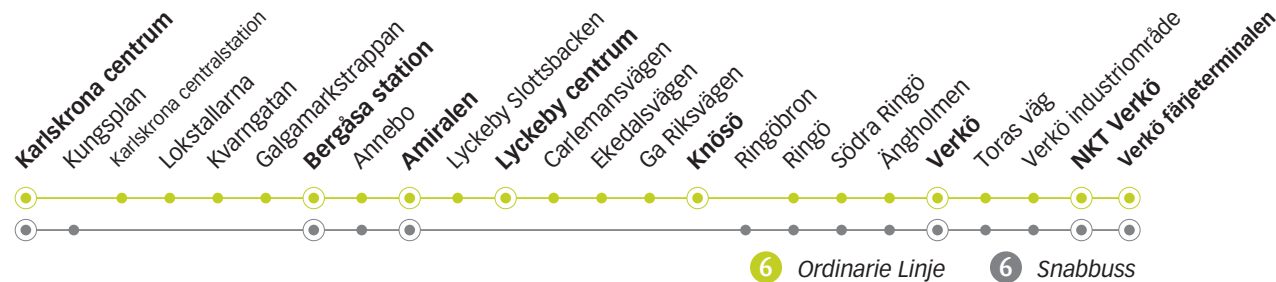 Karlskrona centrum
Kungsplan
Karlskrona centralstation
Lokstallarna
Kvarngatan
Galgamarkstrappan
Bergåsa station
Annebo
Amiralen
Lyckeby Slottsbacken
Lyckeby centrum
Carlemansvägen
Ekedalsvägen
Ga Riksvägen
Knösö
Ringöbron
Ringö
Södra Ringö
Ängholmen
Verkö
Toras väg
Verkö industriområde
NKT Verkö
Verkö färjeterminalen
6 Ordinarie Linje 6 Snabbuss